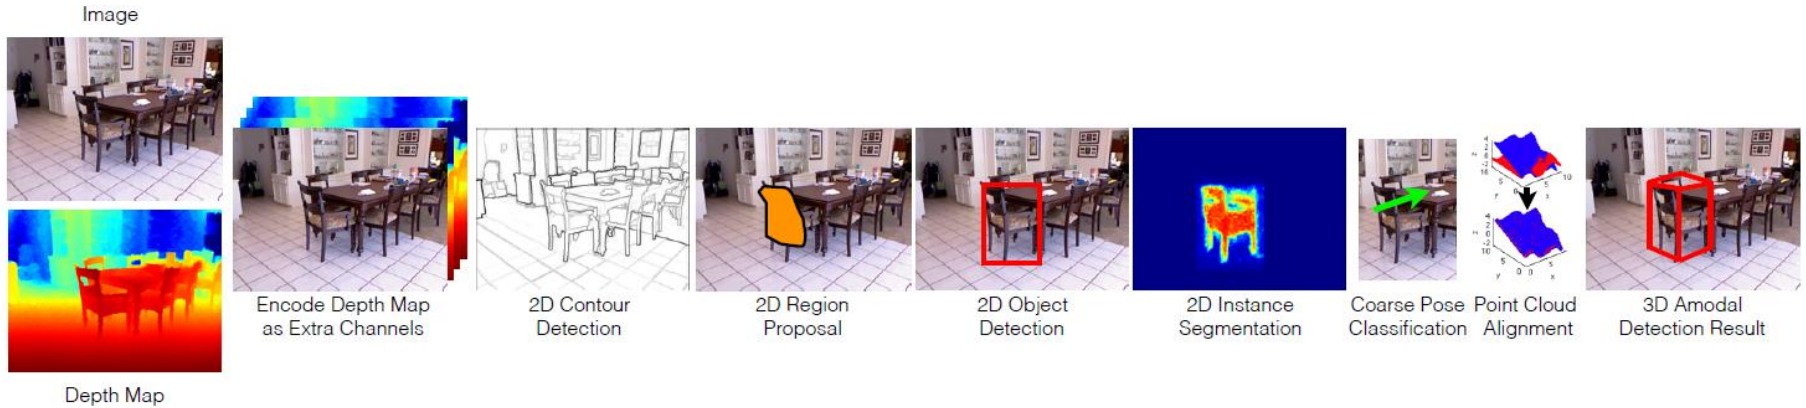 Image
Depth Map
Encode Depth Map
as Extra Channels
2D Contour
Detection
2D Region
Proposal
2D Object
Detection
2D Instance
Segmentation
Coarse Pose
Classification
Point Cloud
Alignment
3D Amodal
Detection Result